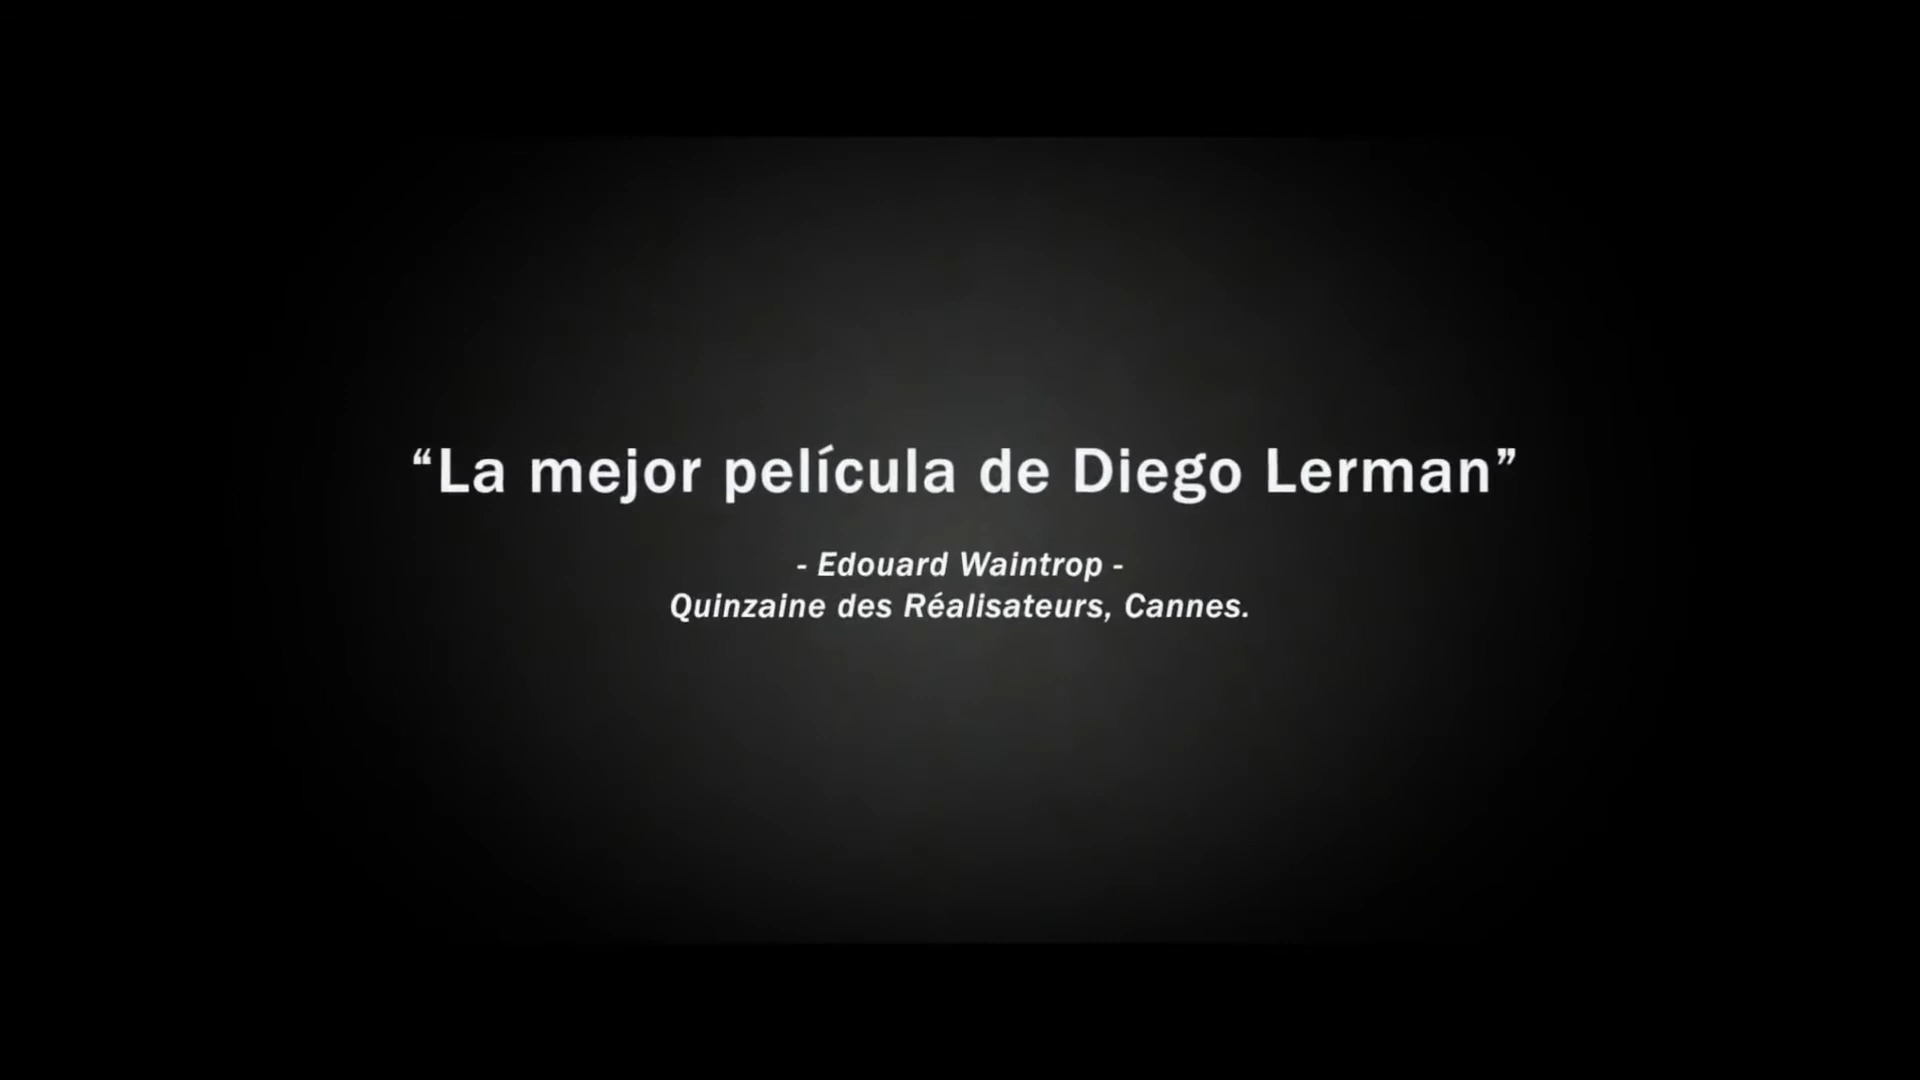 “La mejor película de Diego Lerman”
- Edouard Waintrop -
Quinzaine des Réalisateurs, Cannes.